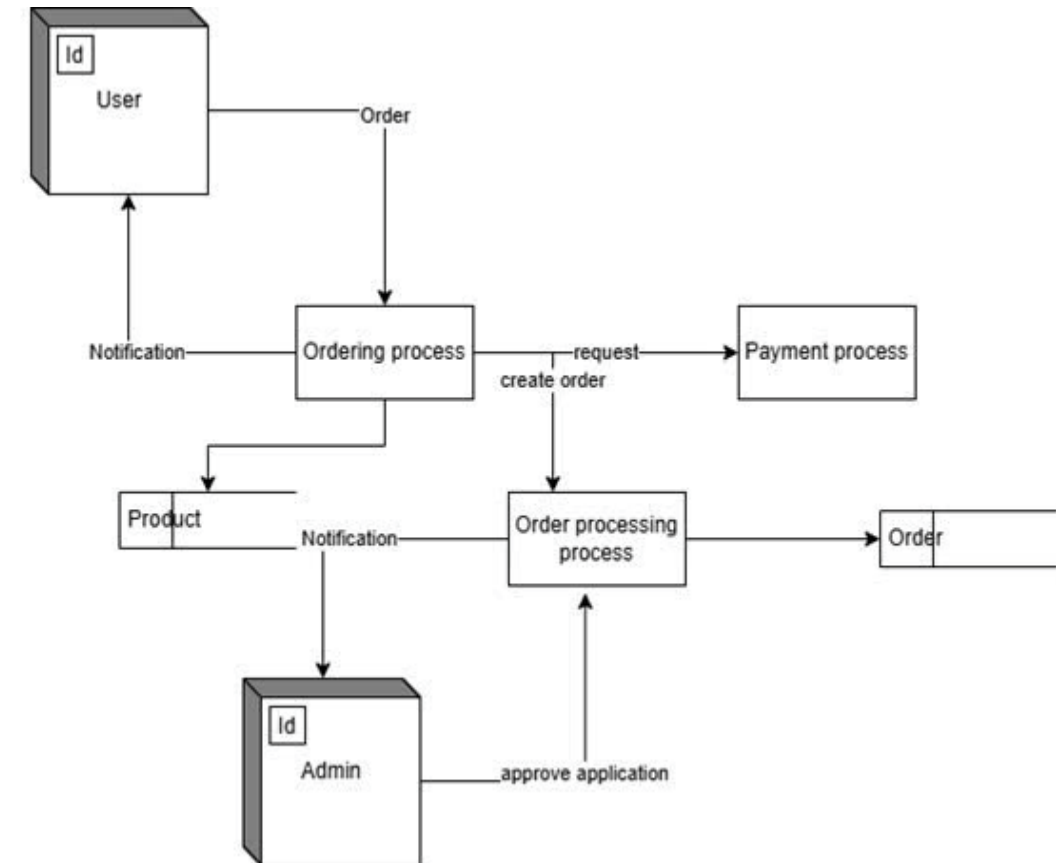 Id
User
Order
Notification
Ordering process
request
Payment process
create order
Product
Notification
Order processing
process
Order
Id
Admin
approve application